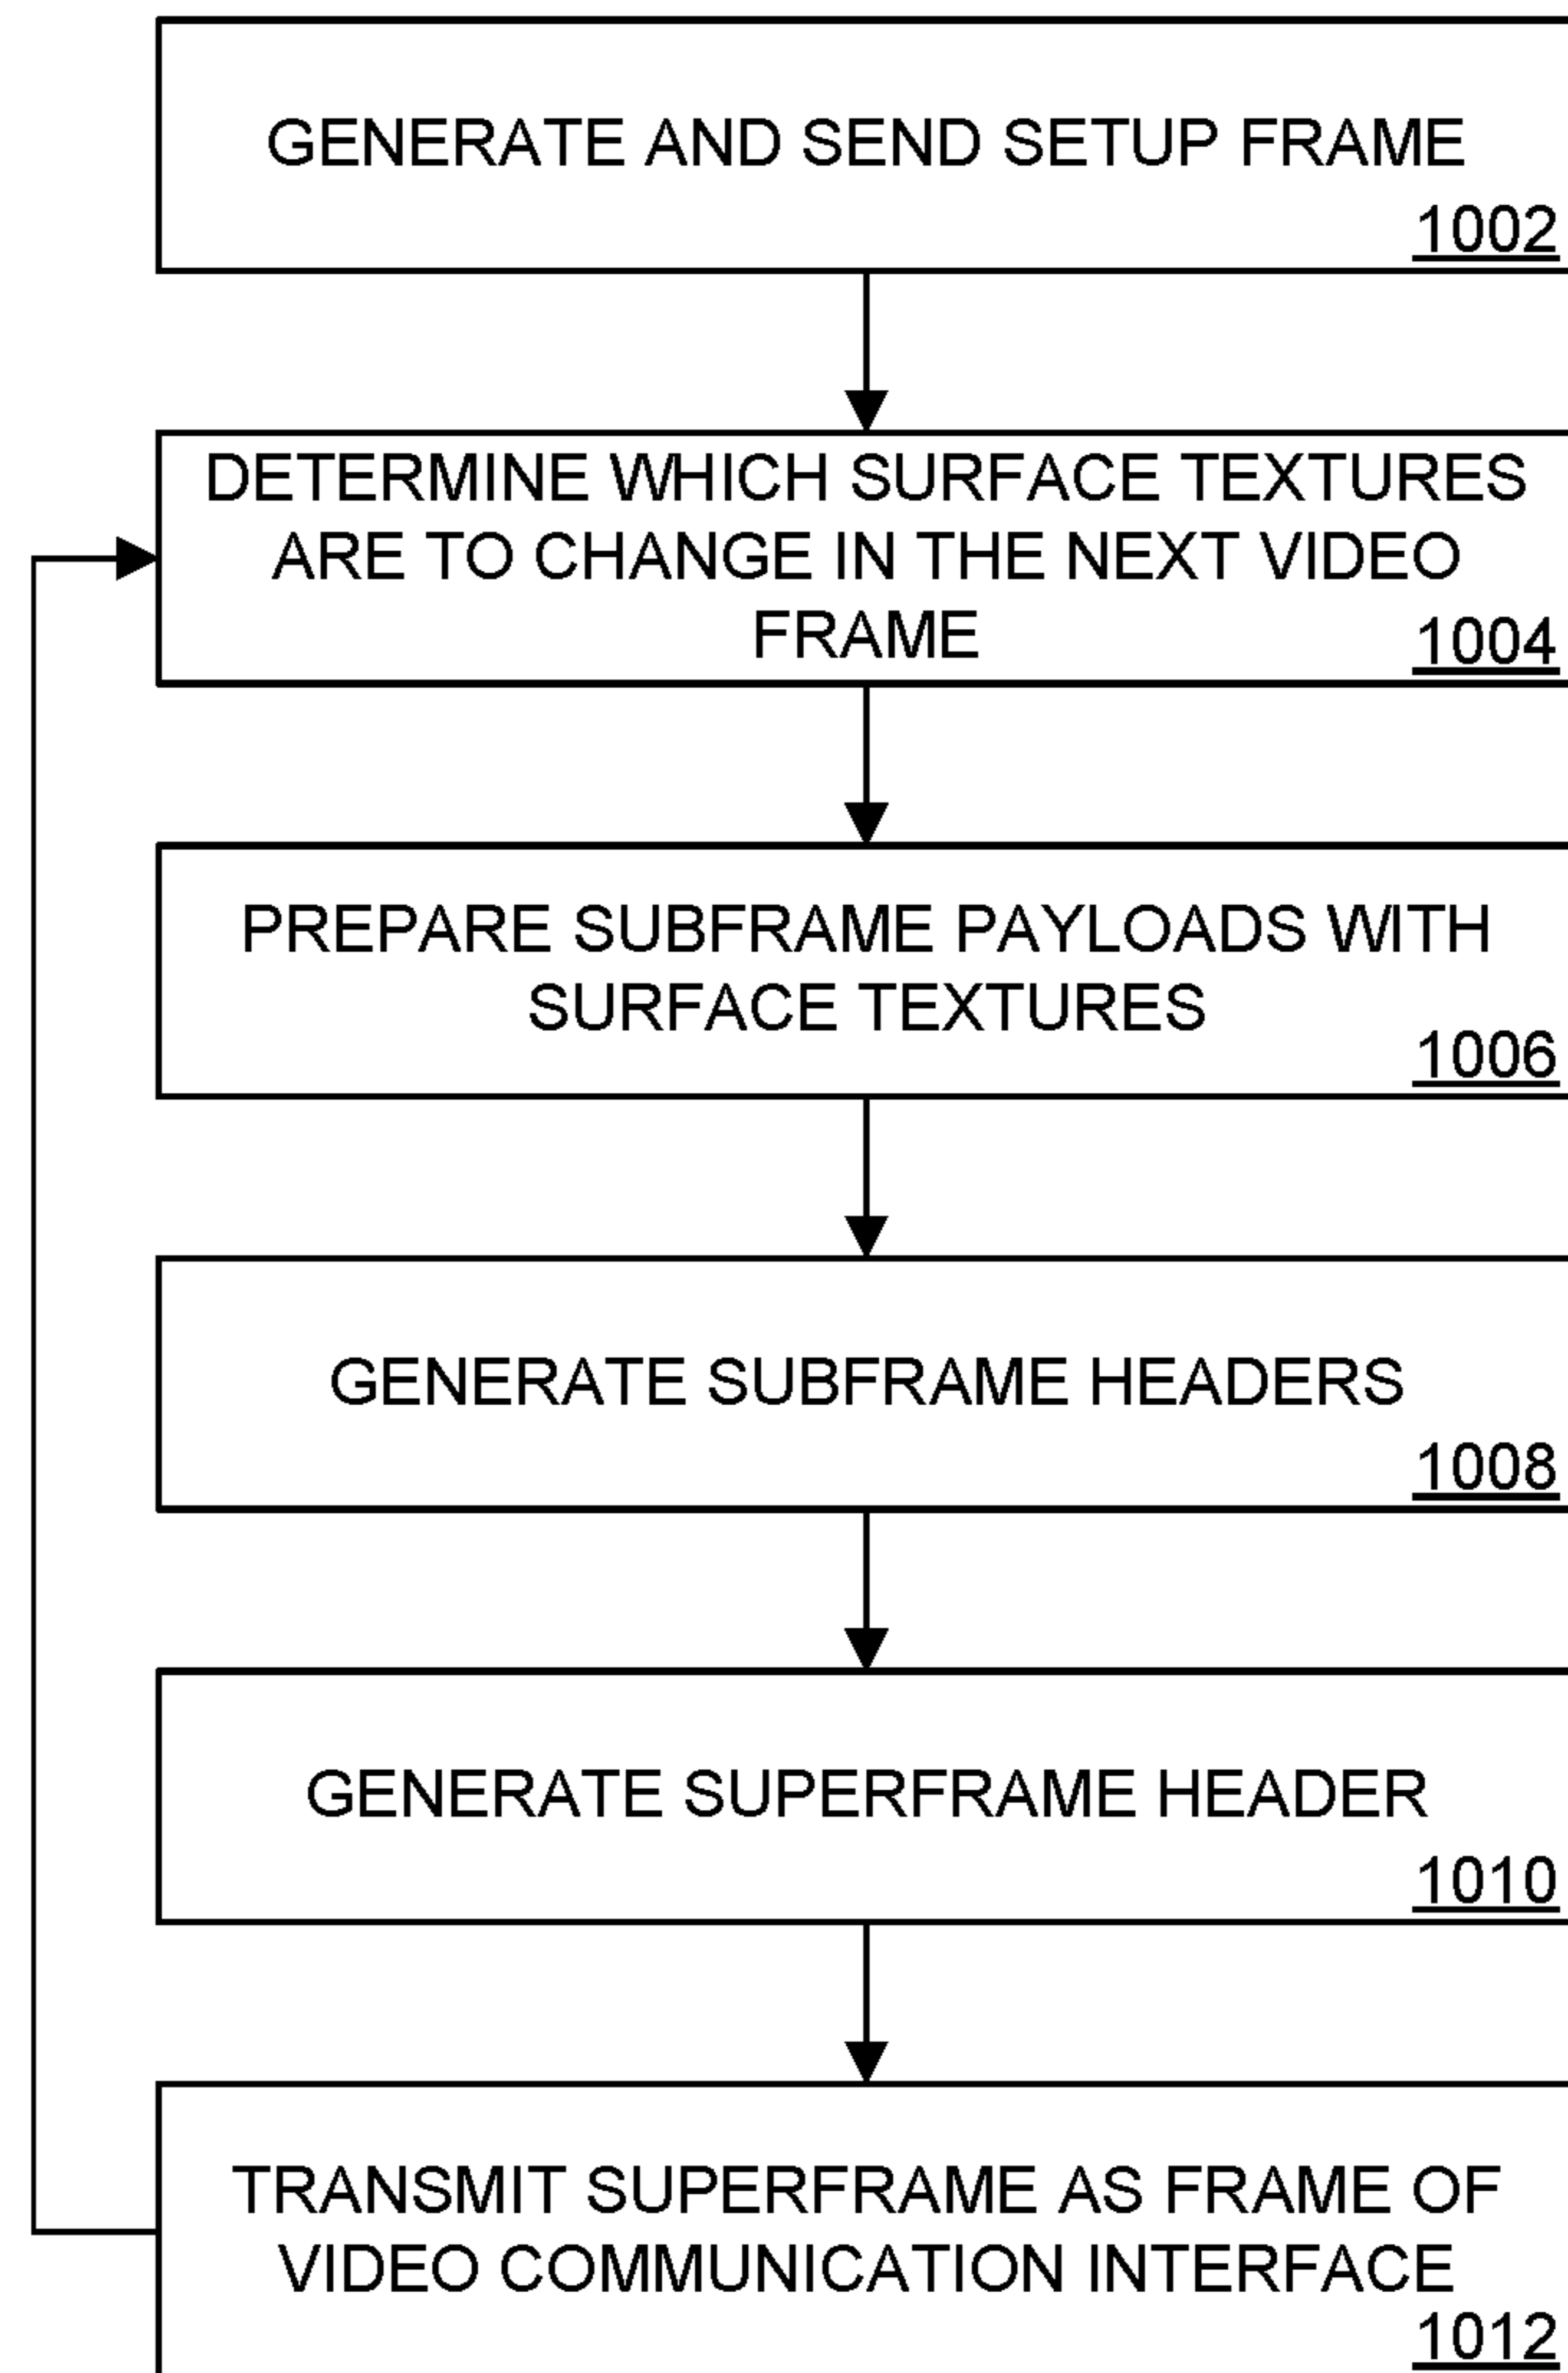 GENERATE AND SEND SETUP FRAME
1002
DETERMINE WHICH SURFACE TEXTURES
ARE TO CHANGE IN THE NEXT VIDEO
FRAME
1004
PREPARE SUBFRAME PAYLOADS WITH
SURFACE TEXTURES
1006
GENERATE SUBFRAME HEADERS
1008
GENERATE SUPERFRAME HEADER
1010
TRANSMIT SUPERFRAME AS FRAME OF
VIDEO COMMUNICATION INTERFACE
1012